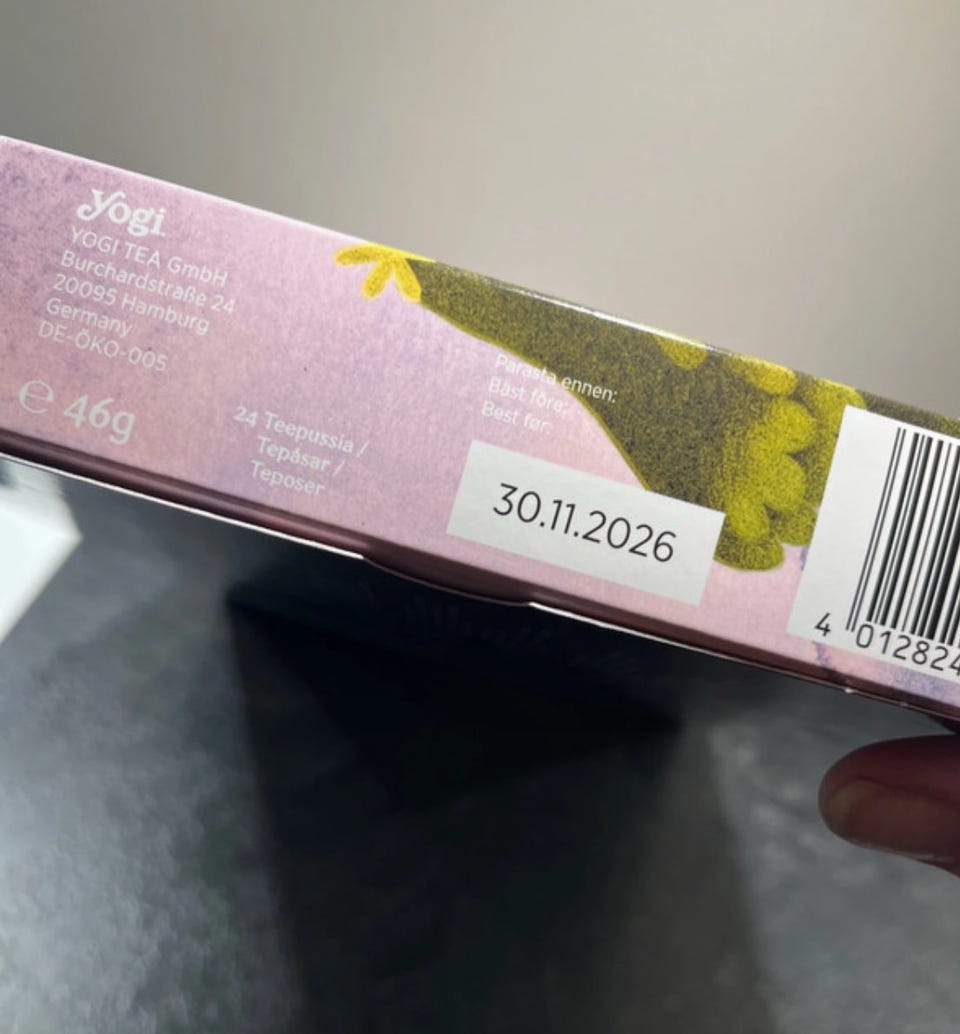 yogi
YOGI TEA GmbH
Burchardstraße 24
20095 Hamburg
Germany
DE-ÖKO-005
℮ 46g
24 Teepussia /
Tepåsar /
Teposer
Parasta ennen:
Bäst före:
Best før:
30.11.2026
4 012824